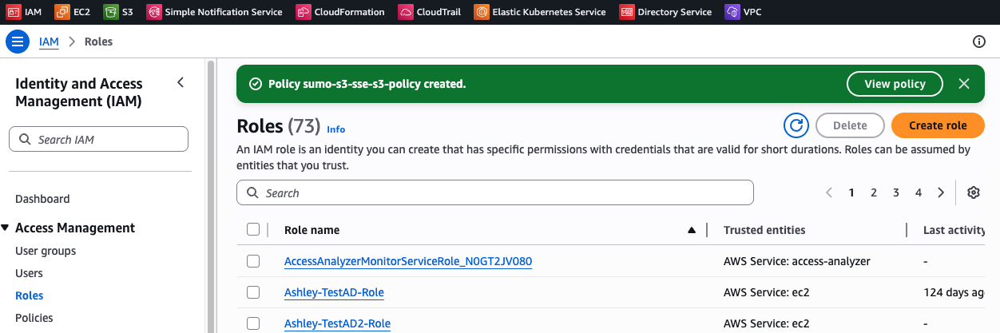 IAM EC2 S3 Simple Notification Service CloudFormation CloudTrail Elastic Kubernetes Service Directory Service VPC
IAM > Roles
Identity and Access
Management (IAM)
Search IAM
Dashboard
Access Management
User groups
Users
Roles
Policies
Policy sumo-s3-sse-s3-policy created. View policy
Roles (73) Info Delete Create role
An IAM role is an identity you can create that has specific permissions with credentials that are valid for short durations. Roles can be assumed by
entities that you trust.
Search 1 2 3 4
Role name Trusted entities Last activity
AccessAnalyzerMonitorServiceRole_N0GT2JV080 AWS Service: access-analyzer -
Ashley-TestAD-Role AWS Service: ec2 124 days ag
Ashley-TestAD2-Role AWS Service: ec2 -